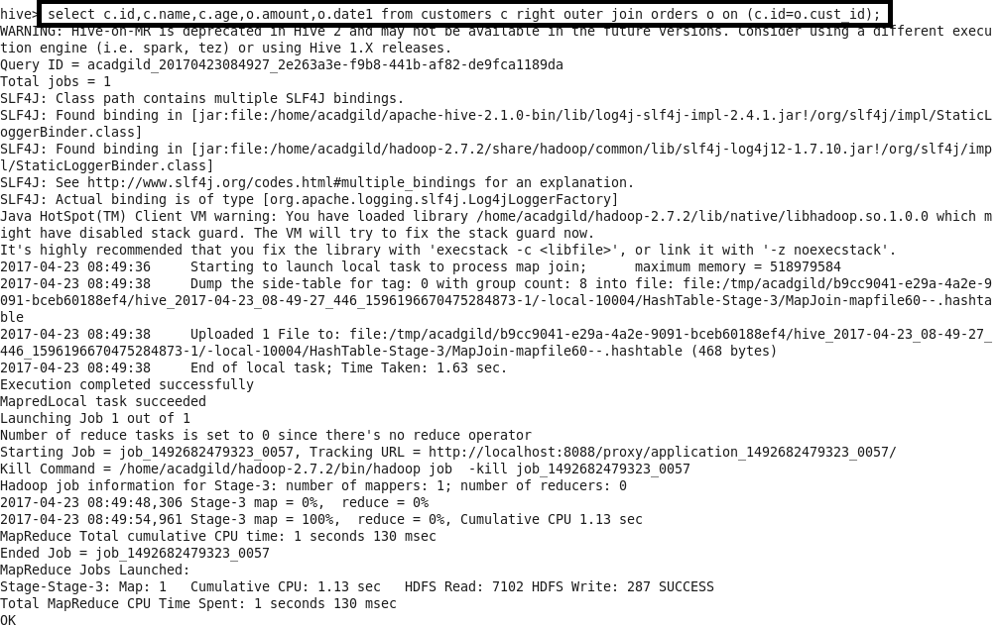 hive> select c.id,c.name,c.age,o.amount,o.date1 from customers c right outer join orders o on (c.id=o.cust_id);
WARNING: Hive-on-MR is deprecated in Hive 2 and may not be available in the future versions. Consider using a different execu
tion engine (i.e. spark, tez) or using Hive 1.X releases.
Query ID = acadgild_20170423084927_2e263a3e-f9b8-441b-af82-de9fca1189da
Total jobs = 1
SLF4J: Class path contains multiple SLF4J bindings.
SLF4J: Found binding in [jar:file:/home/acadgild/apache-hive-2.1.0-bin/lib/log4j-slf4j-impl-2.4.1.jar!/org/slf4j/impl/StaticL
oggerBinder.class]
SLF4J: Found binding in [jar:file:/home/acadgild/hadoop-2.7.2/share/hadoop/common/lib/slf4j-log4j12-1.7.10.jar!/org/slf4j/imp
l/StaticLoggerBinder.class]
SLF4J: See http://www.slf4j.org/codes.html#multiple_bindings for an explanation.
SLF4J: Actual binding is of type [org.apache.logging.slf4j.Log4jLoggerFactory]
Java HotSpot(TM) Client VM warning: You have loaded library /home/acadgild/hadoop-2.7.2/lib/native/libhadoop.so.1.0.0 which m
ight have disabled stack guard. The VM will try to fix the stack guard now.
It's highly recommended that you fix the library with 'execstack -c <libfile>', or link it with '-z noexecstack'.
2017-04-23 08:49:36     Starting to launch local task to process map join;      maximum memory = 518979584
2017-04-23 08:49:38     Dump the side-table for tag: 0 with group count: 8 into file: file:/tmp/acadgild/b9cc9041-e29a-4a2e-9
091-bceb60188ef4/hive_2017-04-23_08-49-27_446_1596196670475284873-1/-local-10004/HashTable-Stage-3/MapJoin-mapfile60--.hashta
ble
2017-04-23 08:49:38     Uploaded 1 File to: file:/tmp/acadgild/b9cc9041-e29a-4a2e-9091-bceb60188ef4/hive_2017-04-23_08-49-27_
446_1596196670475284873-1/-local-10004/HashTable-Stage-3/MapJoin-mapfile60--.hashtable (468 bytes)
2017-04-23 08:49:38     End of local task; Time Taken: 1.63 sec.
Execution completed successfully
MapredLocal task succeeded
Launching Job 1 out of 1
Number of reduce tasks is set to 0 since there's no reduce operator
Starting Job = job_1492682479323_0057, Tracking URL = http://localhost:8088/proxy/application_1492682479323_0057/
Kill Command = /home/acadgild/hadoop-2.7.2/bin/hadoop job  -kill job_1492682479323_0057
Hadoop job information for Stage-3: number of mappers: 1; number of reducers: 0
2017-04-23 08:49:48,306 Stage-3 map = 0%,  reduce = 0%
2017-04-23 08:49:54,961 Stage-3 map = 100%,  reduce = 0%, Cumulative CPU 1.13 sec
MapReduce Total cumulative CPU time: 1 seconds 130 msec
Ended Job = job_1492682479323_0057
MapReduce Jobs Launched:
Stage-Stage-3: Map: 1   Cumulative CPU: 1.13 sec   HDFS Read: 7102 HDFS Write: 287 SUCCESS
Total MapReduce CPU Time Spent: 1 seconds 130 msec
OK